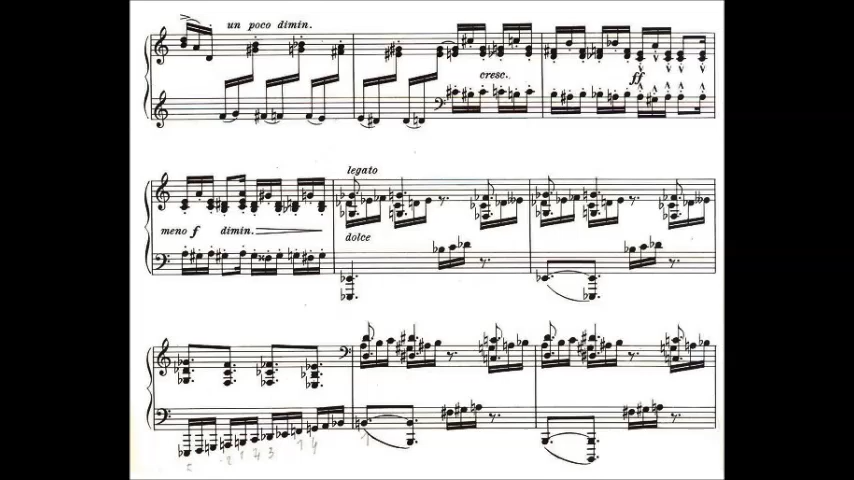 un poco dimin.
cresc.
ff
legato
meno f dimin.
dolce